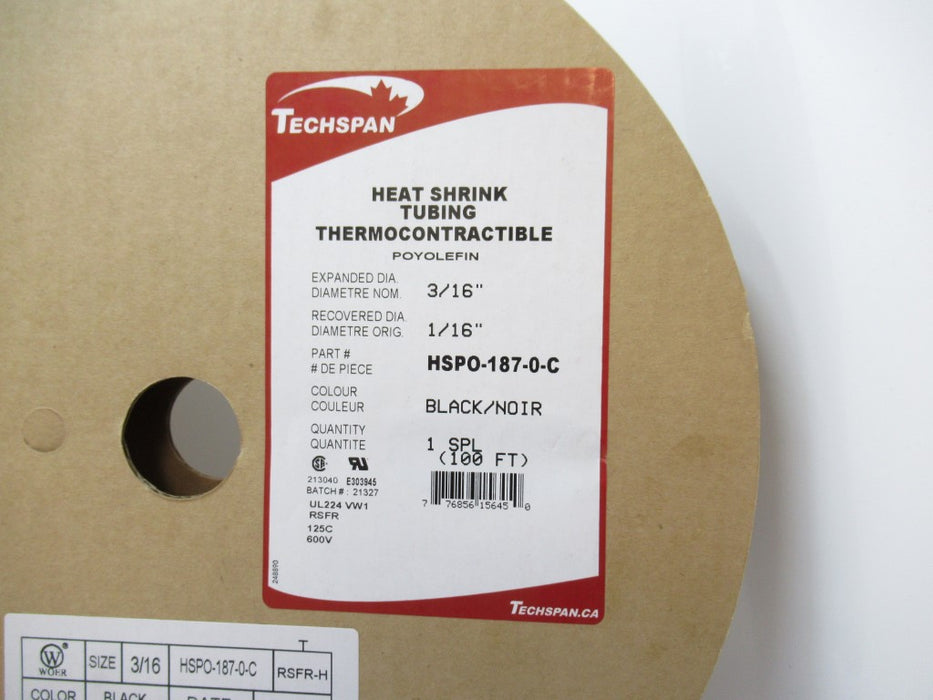 TECHSPAN
HEAT SHRINK
TUBING
THERMOCONTRACTIBLE
POYOLEFIN
EXPANDED DIA.
DIAMETRE NOM. 3/16"
RECOVERED DIA.
DIAMETRE ORIG. 1/16"
PART #
# DE PIÈCE HSPO-187-0-C
COLOUR
COULEUR BLACK/NOIR
QUANTITY
QUANTITE 1 SPL
(100 FT)
213040 E303945
BATCH # : 21327
UL224 VW1
RSFR
125C
600V
7 76856 15645 0
248890
TECHSPAN.CA
WOER ® SIZE 3/16 HSPO-187-0-C T RSFR-H
COLOR BLACK DATE